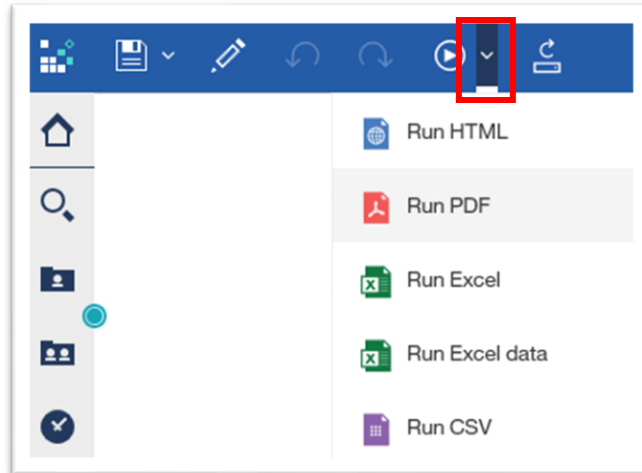 Run HTML
Run PDF
Run Excel
Run Excel data
Run CSV